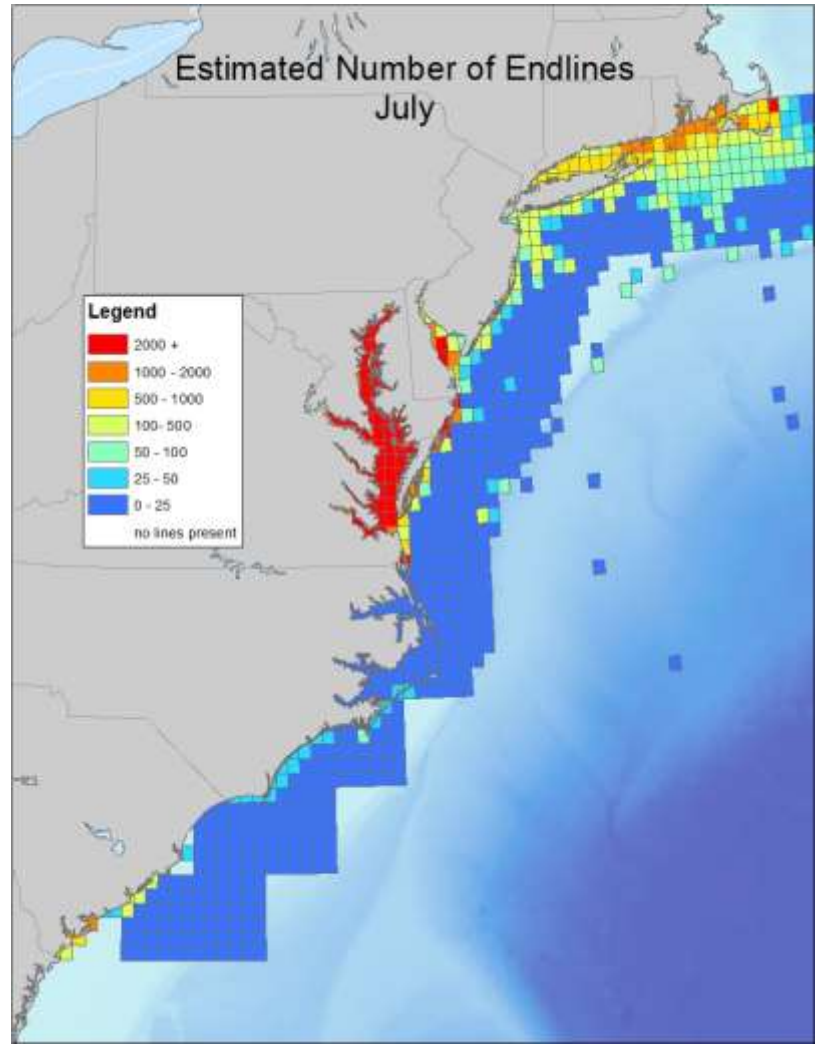 Estimated Number of Endlines
July
Legend
2000 +
1000 - 2000
500 - 1000
100- 500
50 - 100
25 - 50
0 - 25
no lines present